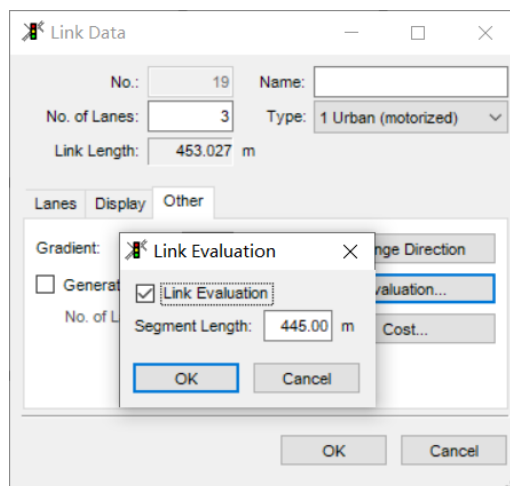 Link Data
No.: 19 Name:
No. of Lanes: 3 Type: 1 Urban (motorized)
Link Length: 453.027 m
Lanes Display Other
Gradient: nge Direction
Generat valuation...
No. of L Cost...
Link Evaluation
Link Evaluation
Segment Length: 445.00 m
OK Cancel
OK Cancel